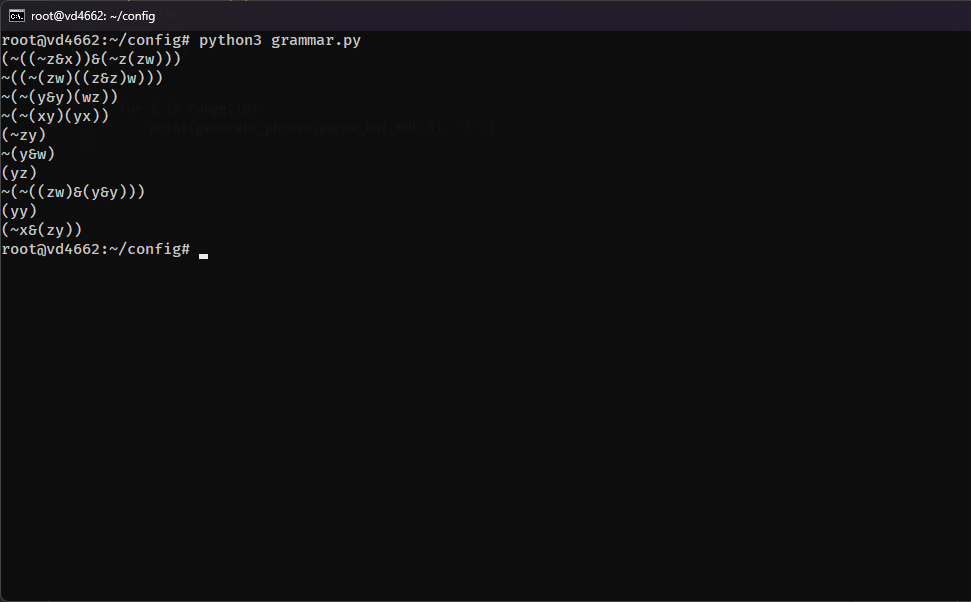 root@vd4662: ~/config
root@vd4662:~/config# python3 grammar.py
(~((~z&x))&(~z(zw)))
~((~(zw)((z&z)w)))
~(~(y&y)(wz))
~(~(xy)(yx))
(~zy)
~(y&w)
(yz)
~(~((zw)&(y&y)))
(yy)
(~x&(zy))
root@vd4662:~/config#